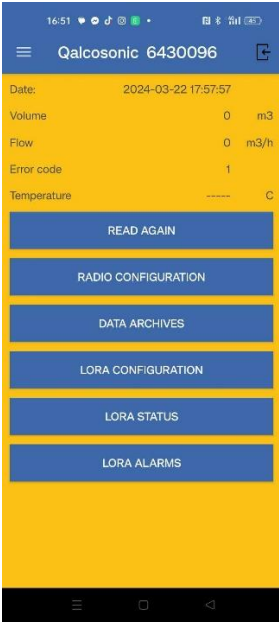 16:51
Qalcosonic 6430096
Date: 2024-03-22 17:57:57
Volume 0 m3
Flow 0 m3/h
Error code 1
Temperature ----- C
READ AGAIN
RADIO CONFIGURATION
DATA ARCHIVES
LORA CONFIGURATION
LORA STATUS
LORA ALARMS